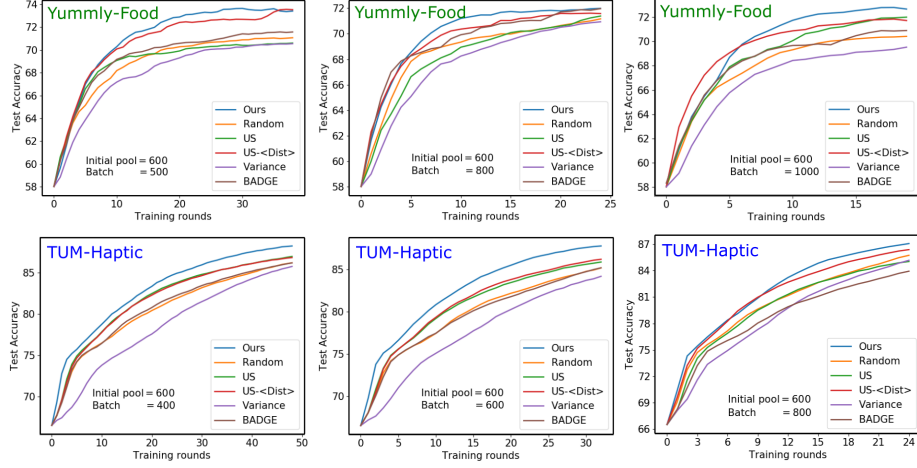 Yummly-Food
Test Accuracy
74
72
70
68
66
64
62
60
58
0
10
20
30
Training rounds
Initial pool = 600
Batch = 500
Ours
Random
US
US-<Dist>
Variance
BADGE
Yummly-Food
Test Accuracy
72
70
68
66
64
62
60
58
0
5
10
15
20
25
Training rounds
Initial pool = 600
Batch = 800
Ours
Random
US
US-<Dist>
Variance
BADGE
Yummly-Food
Test Accuracy
72
70
68
66
64
62
60
58
0
5
10
15
Training rounds
Initial pool = 600
Batch = 1000
Ours
Random
US
US-<Dist>
Variance
BADGE
TUM-Haptic
Test Accuracy
85
80
75
70
0
10
20
30
40
50
Training rounds
Initial pool = 600
Batch = 400
Ours
Random
US
US-<Dist>
Variance
BADGE
TUM-Haptic
Test Accuracy
85
80
75
70
0
5
10
15
20
25
30
Training rounds
Initial pool = 600
Batch = 600
Ours
Random
US
US-<Dist>
Variance
BADGE
TUM-Haptic
Test Accuracy
87
84
81
78
75
72
69
66
0
3
6
9
12
15
18
21
24
Training rounds
Initial pool = 600
Batch = 800
Ours
Random
US
US-<Dist>
Variance
BADGE